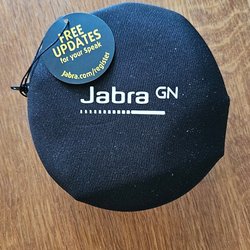 FREE
UPDATES
for your Speak
Jabra.com/register
Jabra GN